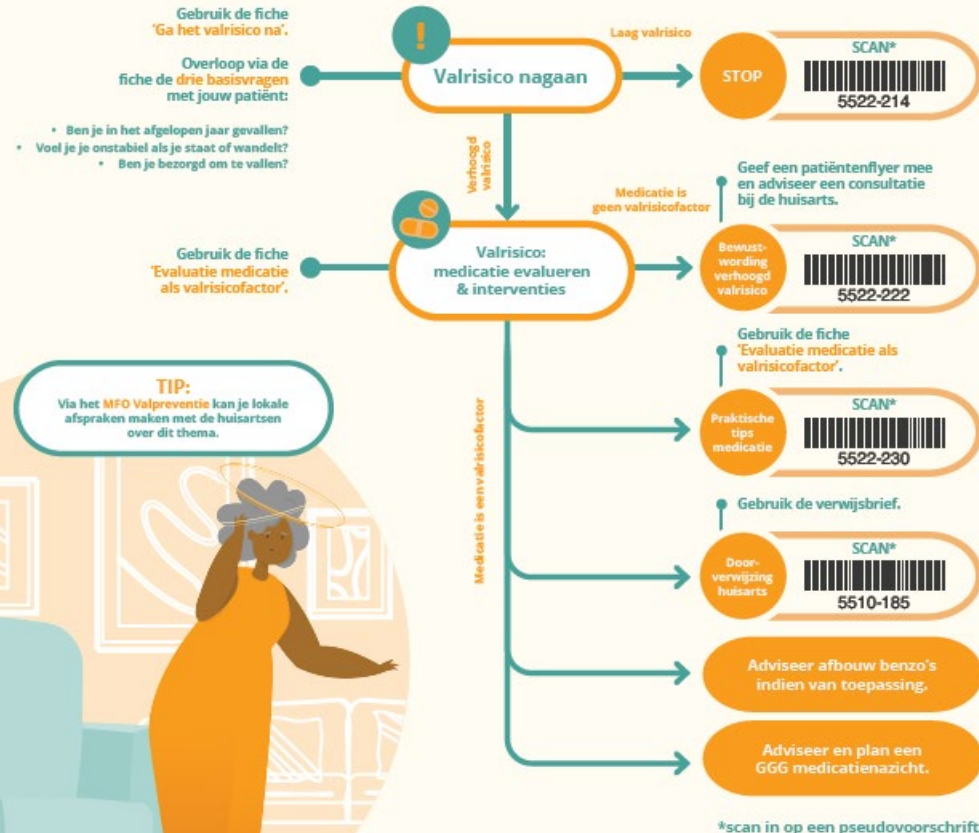 Gebruik de fiche
'Ga het valrisico na'.
Overloop via de
fiche de drie basisvragen
met jouw patiënt:
• Ben je in het afgelopen jaar gevallen?
• Voel je je onstabiel als je staat of wandelt?
• Ben je bezorgd om te vallen?
!
Valrisico nagaan
Laag valrisico
STOP
SCAN*
5522-214
Verhoogd
valrisico
Gebruik de fiche
'Evaluatie medicatie
als valrisicofactor'.
Valrisico:
medicatie evalueren
& interventies
Medicatie is
geen valrisicofactor
Geef een patiëntenflyer mee
en adviseer een consultatie
bij de huisarts.
Bewust-
wording
verhoogd
valrisico
SCAN*
5522-222
Medicatie is een valrisicofactor
Gebruik de fiche
'Evaluatie medicatie als
valrisicofactor'.
Praktische
tips
medicatie
SCAN*
5522-230
Gebruik de verwijsbrief.
Door-
verwijzing
huisarts
SCAN*
5510-185
Adviseer afbouw benzo's
indien van toepassing.
Adviseer en plan een
GGG medicatienazicht.
TIP:
Via het MFO Valpreventie kan je lokale
afspraken maken met de huisartsen
over dit thema.
*scan in op een pseudovoorschrift